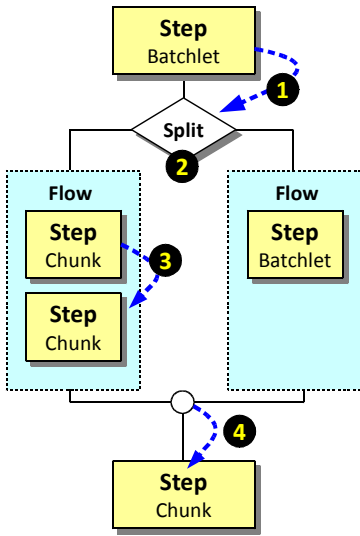 Step
Batchlet
1
Split
2
Flow
Step
Chunk
3
Step
Chunk
Flow
Step
Batchlet
4
Step
Chunk